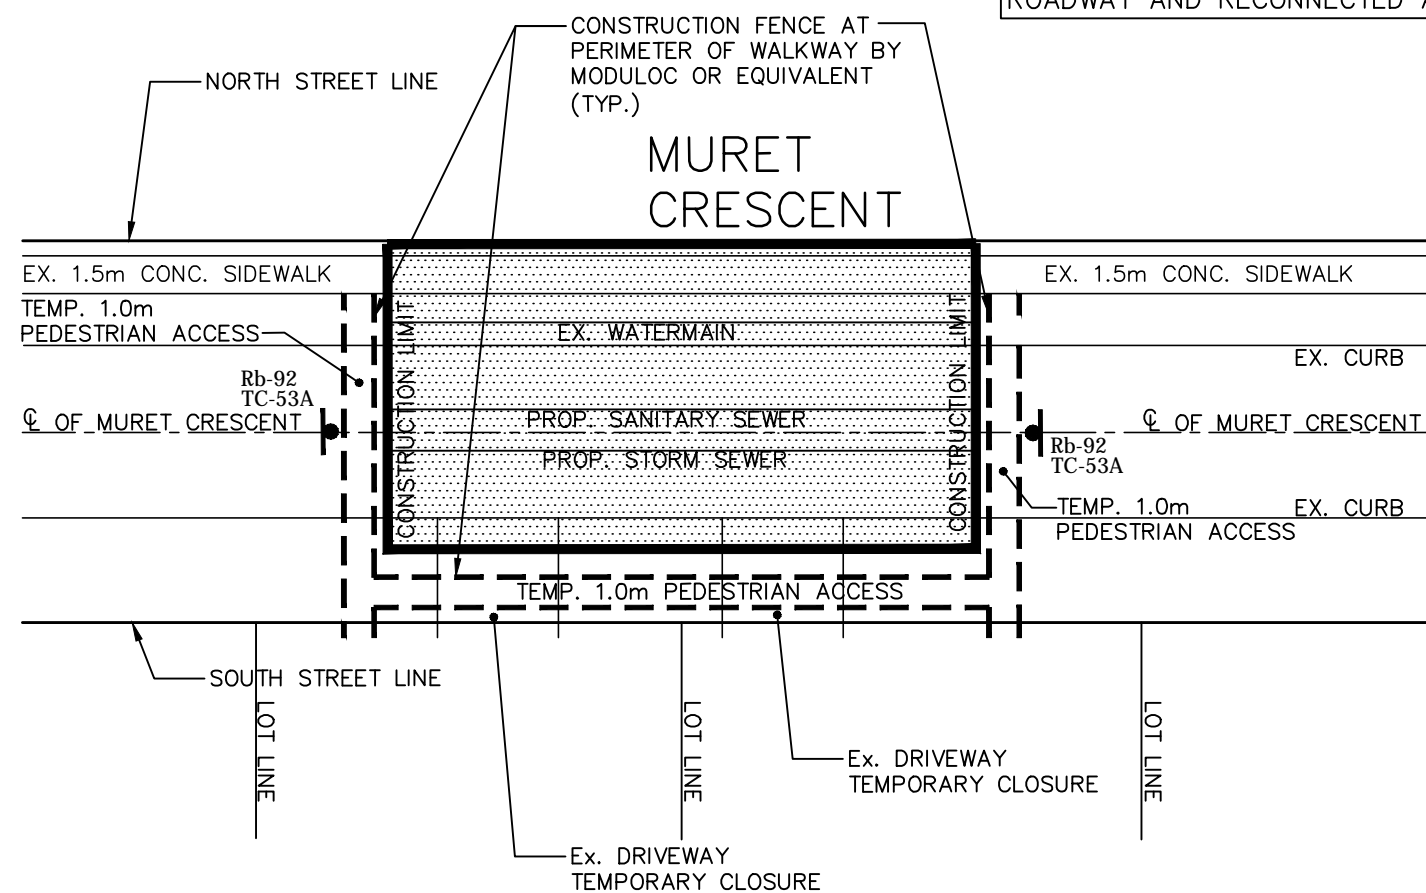 ROADWAY AND RECONNECTED
CONSTRUCTION FENCE AT
PERIMETER OF WALKWAY BY
MODULOC OR EQUIVALENT
(TYP.)
NORTH STREET LINE
MURET
CRESCENT
EX. 1.5m CONC. SIDEWALK
EX. 1.5m CONC. SIDEWALK
TEMP. 1.0m
PEDESTRIAN ACCESS
CONSTRUCTION LIMIT
EX. WATERMAIN
CONSTRUCTION LIMIT
EX. CURB
Rb-92
TC-53A
℄ OF MURET CRESCENT
PROP. SANITARY SEWER
℄ OF MURET CRESCENT
Rb-92
TC-53A
PROP. STORM SEWER
TEMP. 1.0m
PEDESTRIAN ACCESS
EX. CURB
TEMP. 1.0m PEDESTRIAN ACCESS
SOUTH STREET LINE
LOT LINE
LOT LINE
LOT LINE
Ex. DRIVEWAY
TEMPORARY CLOSURE
Ex. DRIVEWAY
TEMPORARY CLOSURE